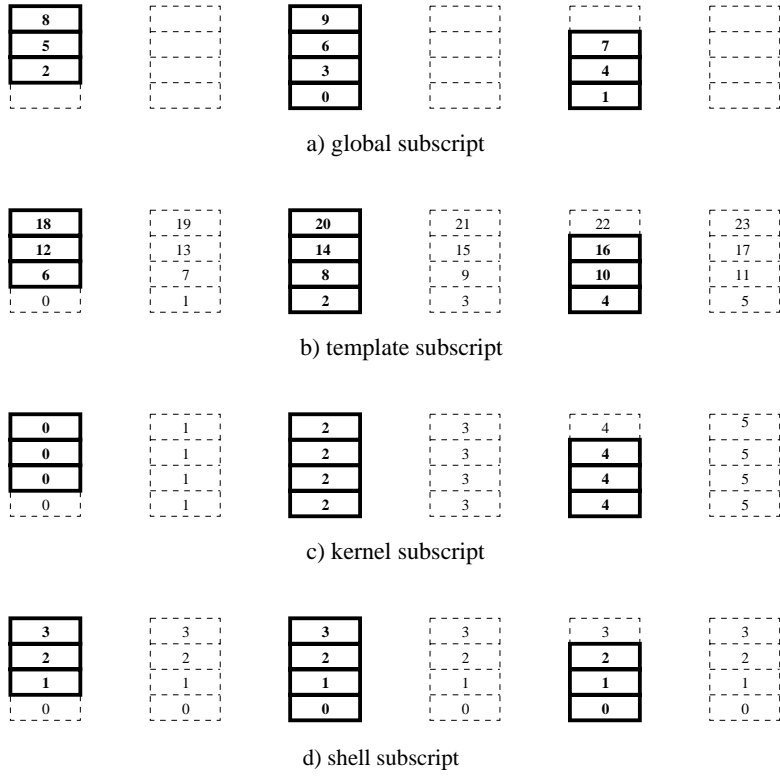 8 9
5 6 7
2 3 4
0 1
a) global subscript
18 19 20 21 22 23
12 13 14 15 16 17
6 7 8 9 10 11
0 1 2 3 4 5
b) template subscript
0 1 2 3 4 5
0 1 2 3 4 5
0 1 2 3 4 5
0 1 2 3 4 5
c) kernel subscript
3 3 3 3 3 3
2 2 2 2 2 2
1 1 1 1 1 1
0 0 0 0 0 0
d) shell subscript